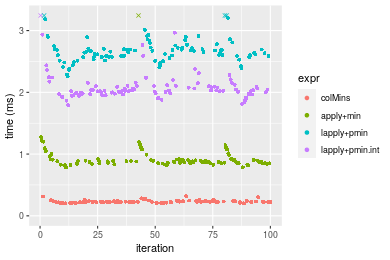 time (ms)
3
2
1
0
0
25
50
75
100
iteration
expr
colMins
apply+min
lapply+pmin
lapply+pmin.int